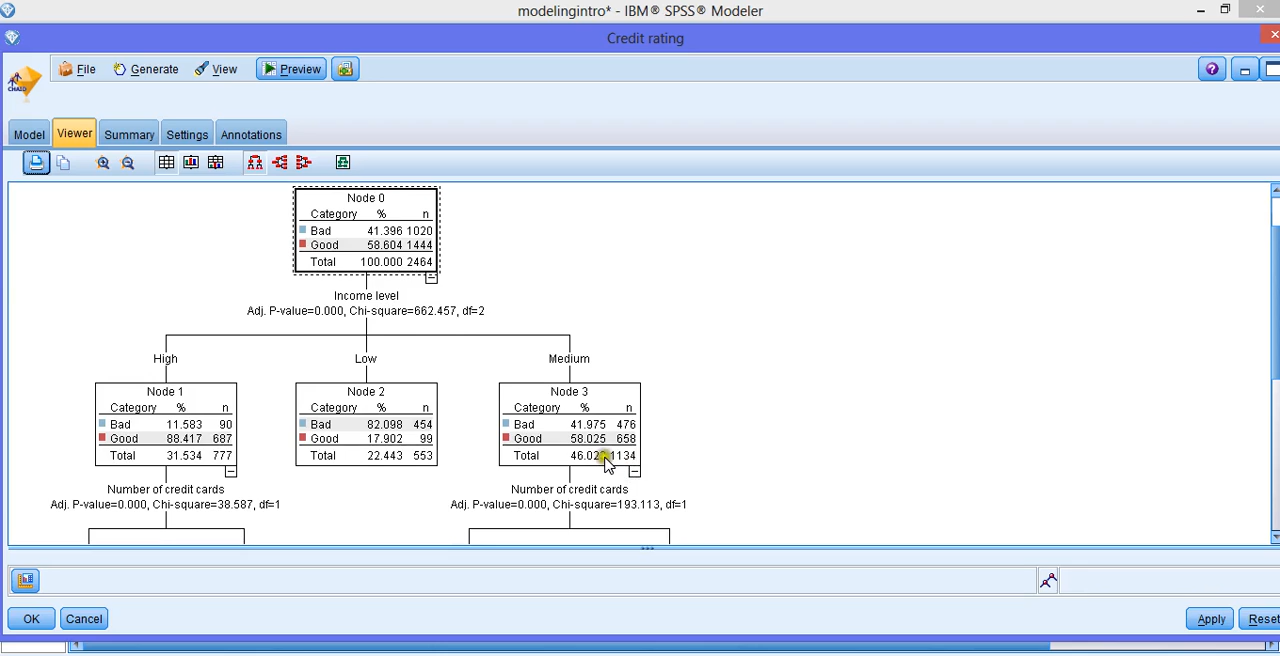 modelingintro* - IBM® SPSS® Modeler
Credit rating
CHAID
File Generate View Preview
Model Viewer Summary Settings Annotations
Node 0
Category % n
Bad 41.396 1020
Good 58.604 1444
Total 100.000 2464
Income level
Adj. P-value=0.000, Chi-square=662.457, df=2
High Low Medium
Node 1
Category % n
Bad 11.583 90
Good 88.417 687
Total 31.534 777
Node 2
Category % n
Bad 82.098 454
Good 17.902 99
Total 22.443 553
Node 3
Category % n
Bad 41.975 476
Good 58.025 658
Total 1134
Number of credit cards
Adj. P-value=0.000, Chi-square=38.587, df=1
Number of credit cards
Adj. P-value=0.000, Chi-square=193.113, df=1
OK Cancel Apply Reset